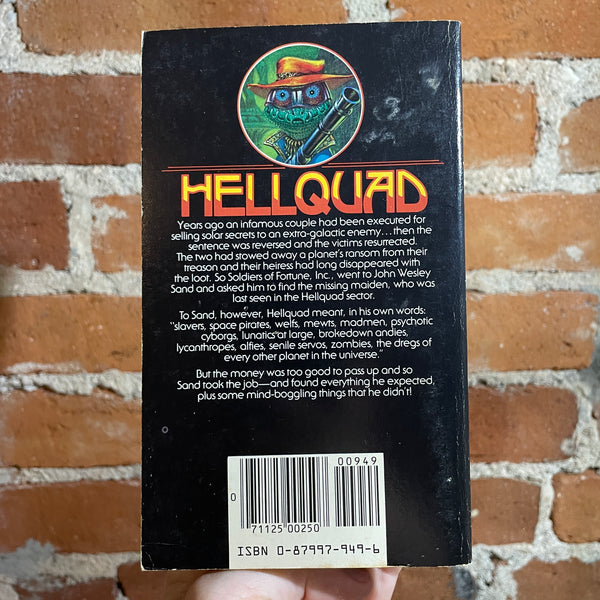 HELLQUAD
Years ago an infamous couple had been executed for
selling solar secrets to an extra-galactic enemy...then the
sentence was reversed and the victims resurrected.
The two had stowed away a planet's ransom from their
treason and their heiress had long disappeared with
the loot. So Soldiers of Fortune, Inc., went to John Wesley
Sand and asked him to find the missing maiden, who was
last seen in the Hellquad sector.
To Sand, however, Hellquad meant, in his own words:
"slavers, space pirates, welfs, mewts, madmen, psychotic
cyborgs, lunatics at large, brokedown andies,
lycanthropes, alfies, senile servos, zombies, the dregs of
every other planet in the universe."
But the money was too good to pass up and so
Sand took the job—and found everything he expected,
plus some mind-boggling things that he didn't!
00949
0
71125 00250
ISBN 0-87997-949-6